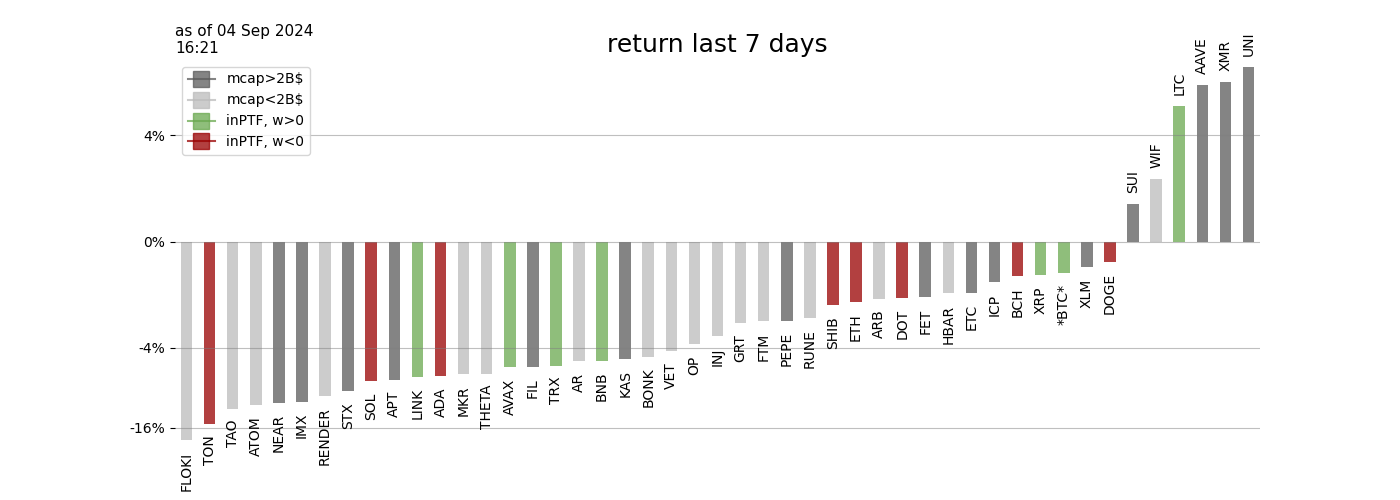 as of 04 Sep 2024
16:21
return last 7 days
mcap>2B$
mcap<2B$
inPTF, w>0
inPTF, w<0
4%
0%
-4%
-16%
FLOKI
TON
TAO
ATOM
NEAR
IMX
RENDER
STX
SOL
APT
LINK
ADA
MKR
THETA
AVAX
FIL
TRX
AR
BNB
KAS
BONK
VET
OP
INJ
GRT
FTM
PEPE
RUNE
SHIB
ETH
ARB
DOT
FET
HBAR
ETC
ICP
BCH
XRP
*BTC*
XLM
DOGE
SUI
WIF
LTC
AAVE
XMR
UNI